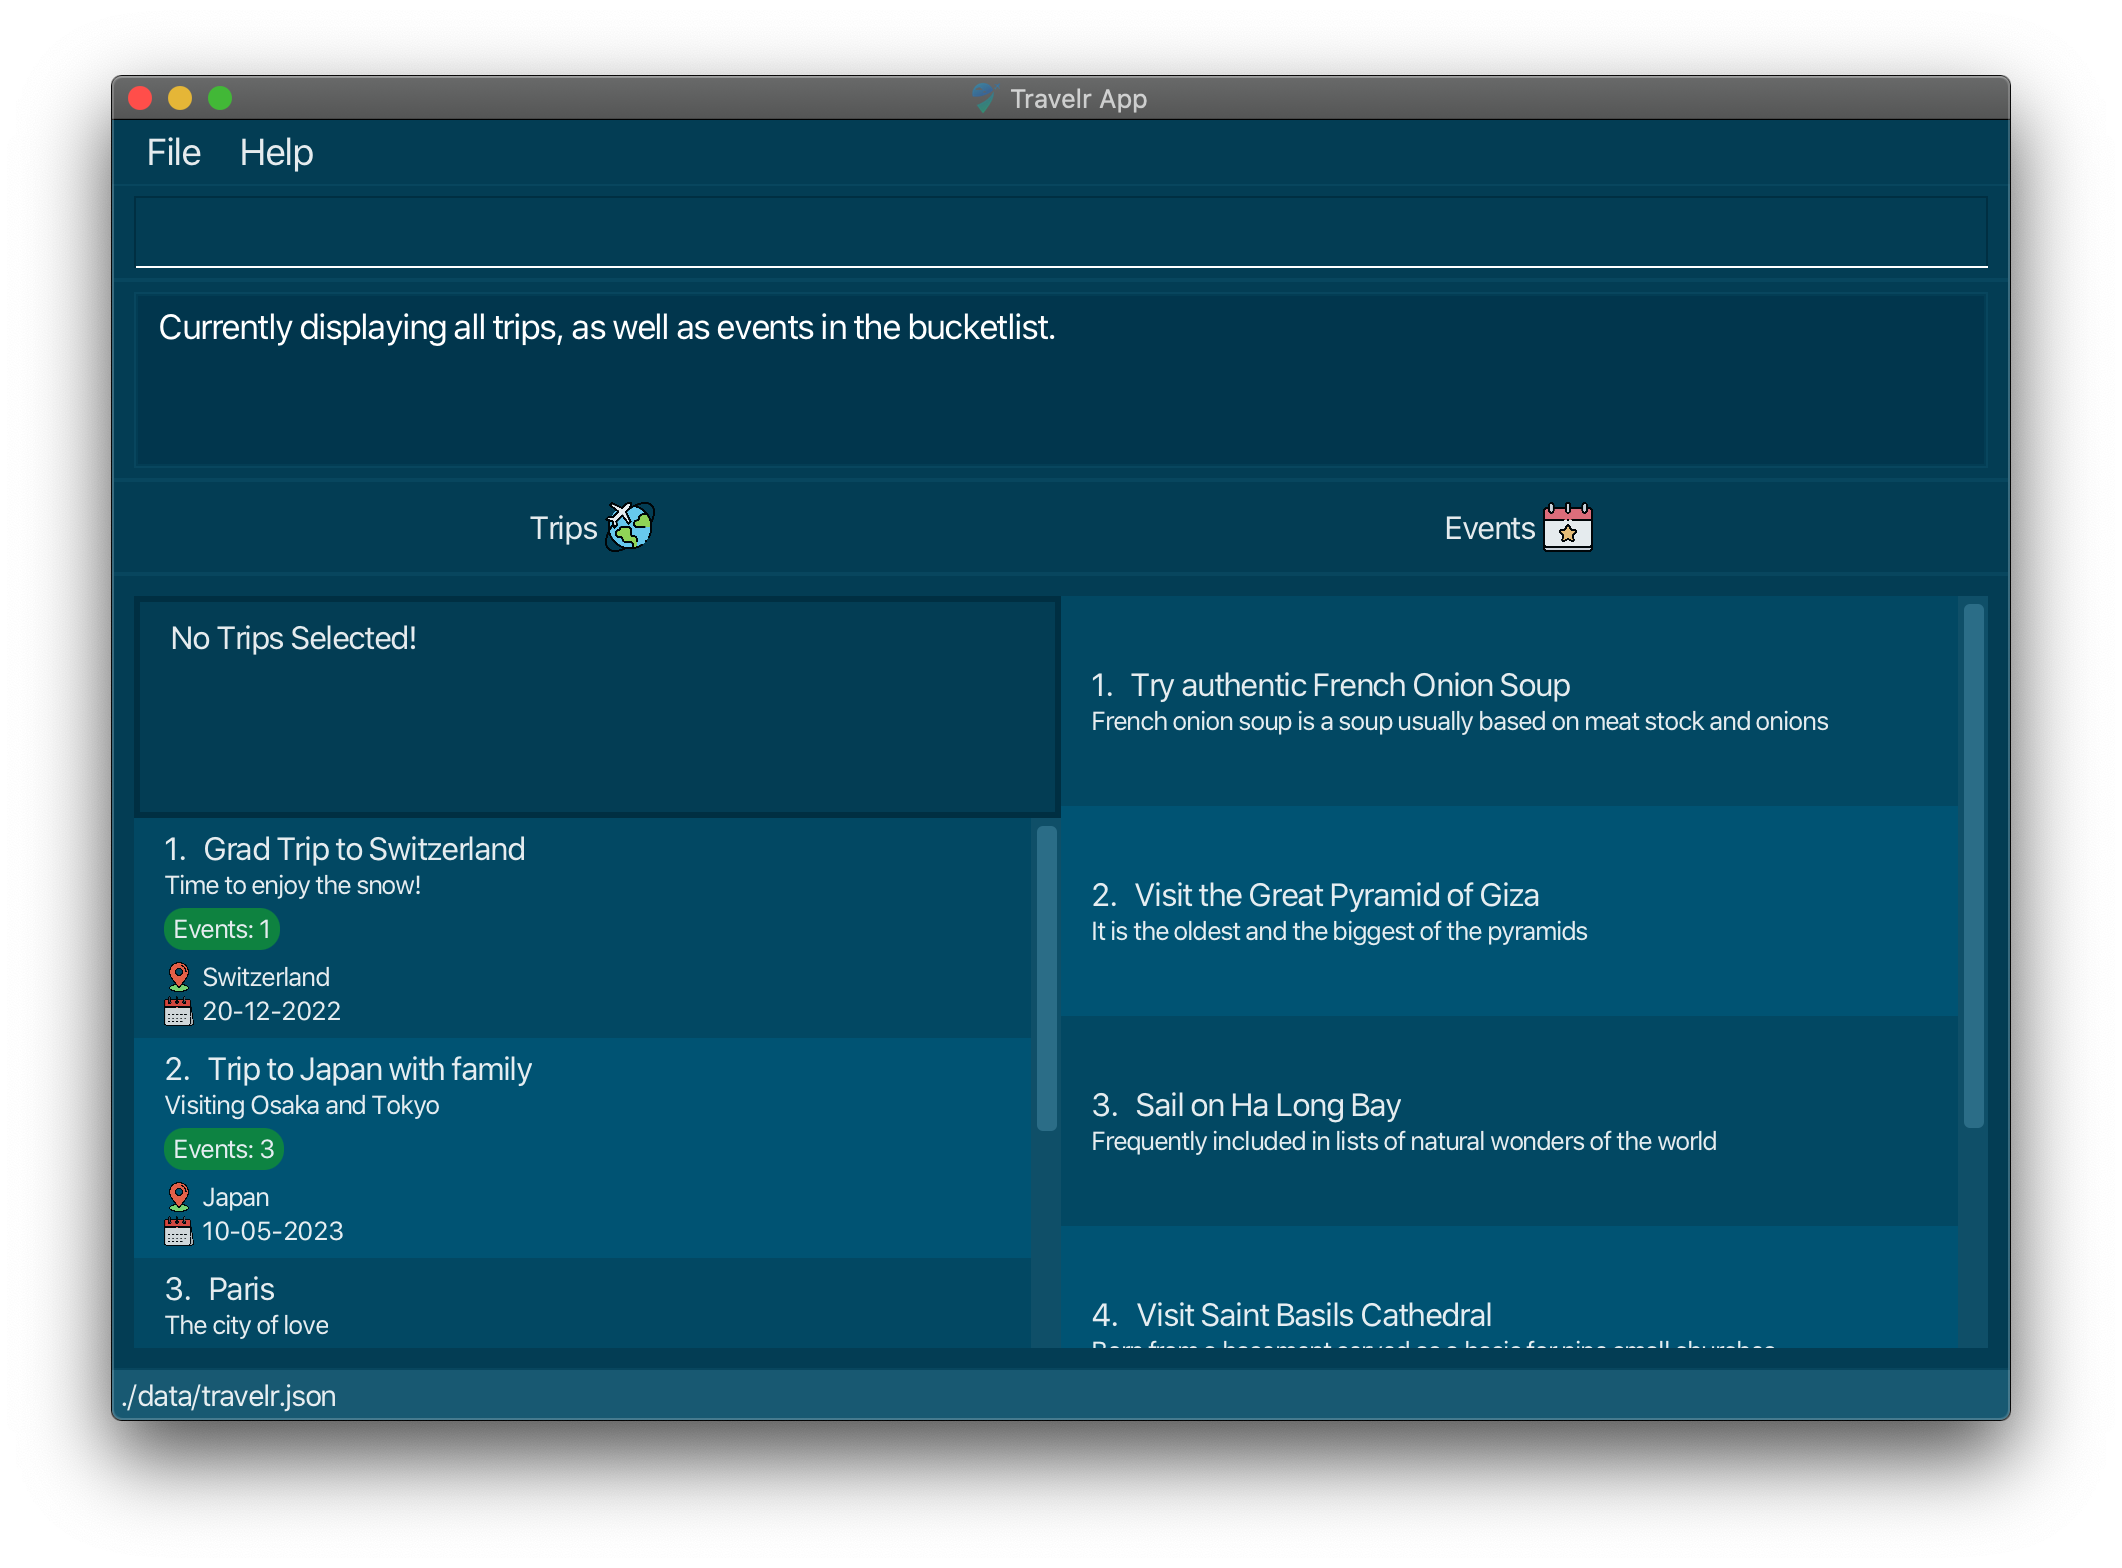 Travelr App
File Help
Currently displaying all trips, as well as events in the bucketlist.
Trips
Events
No Trips Selected!
1. Grad Trip to Switzerland
Time to enjoy the snow!
Events: 1
Switzerland
20-12-2022
2. Trip to Japan with family
Visiting Osaka and Tokyo
Events: 3
Japan
10-05-2023
3. Paris
The city of love
1. Try authentic French Onion Soup
French onion soup is a soup usually based on meat stock and onions
2. Visit the Great Pyramid of Giza
It is the oldest and the biggest of the pyramids
3. Sail on Ha Long Bay
Frequently included in lists of natural wonders of the world
4. Visit Saint Basils Cathedral
./data/travelr.json